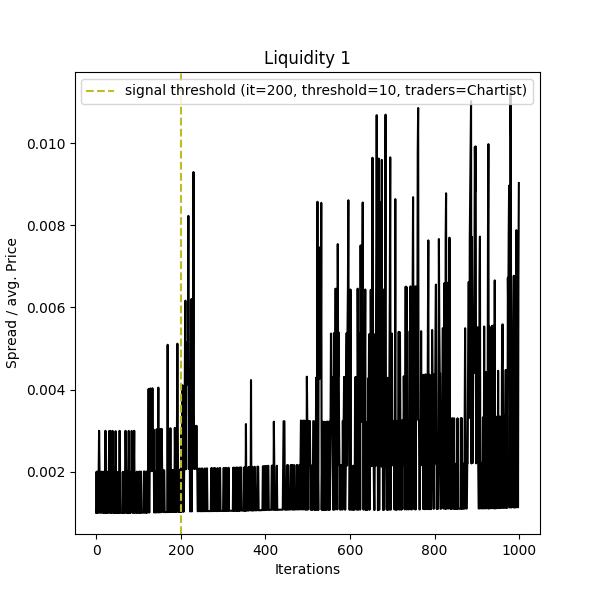 Liquidity 1
signal threshold (it=200, threshold=10, traders=Chartist)
0.010
0.008
0.006
0.004
0.002
Spread / avg. Price
0 200 400 600 800 1000
Iterations